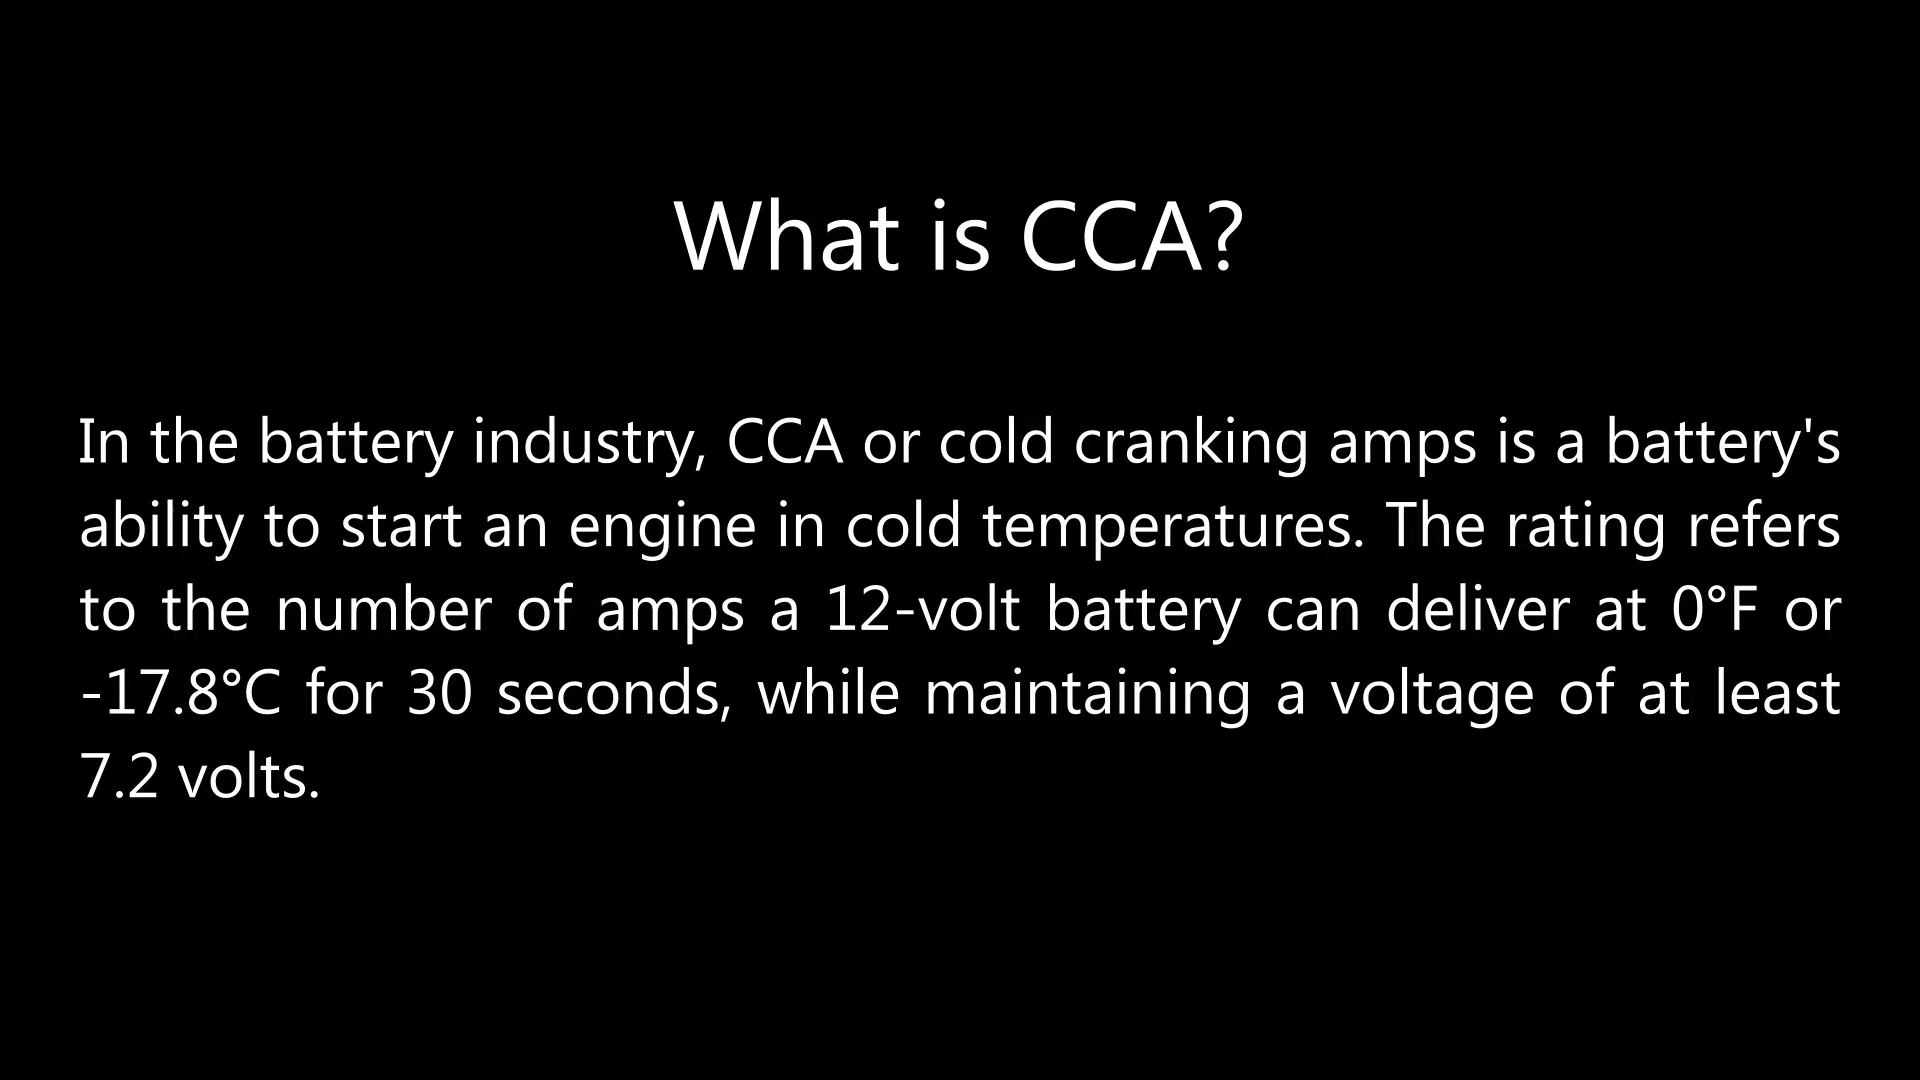 What is CCA?
In the battery industry, CCA or cold cranking amps is a battery's
ability to start an engine in cold temperatures. The rating refers
to the number of amps a 12-volt battery can deliver at 0°F or
-17.8°C for 30 seconds, while maintaining a voltage of at least
7.2 volts.